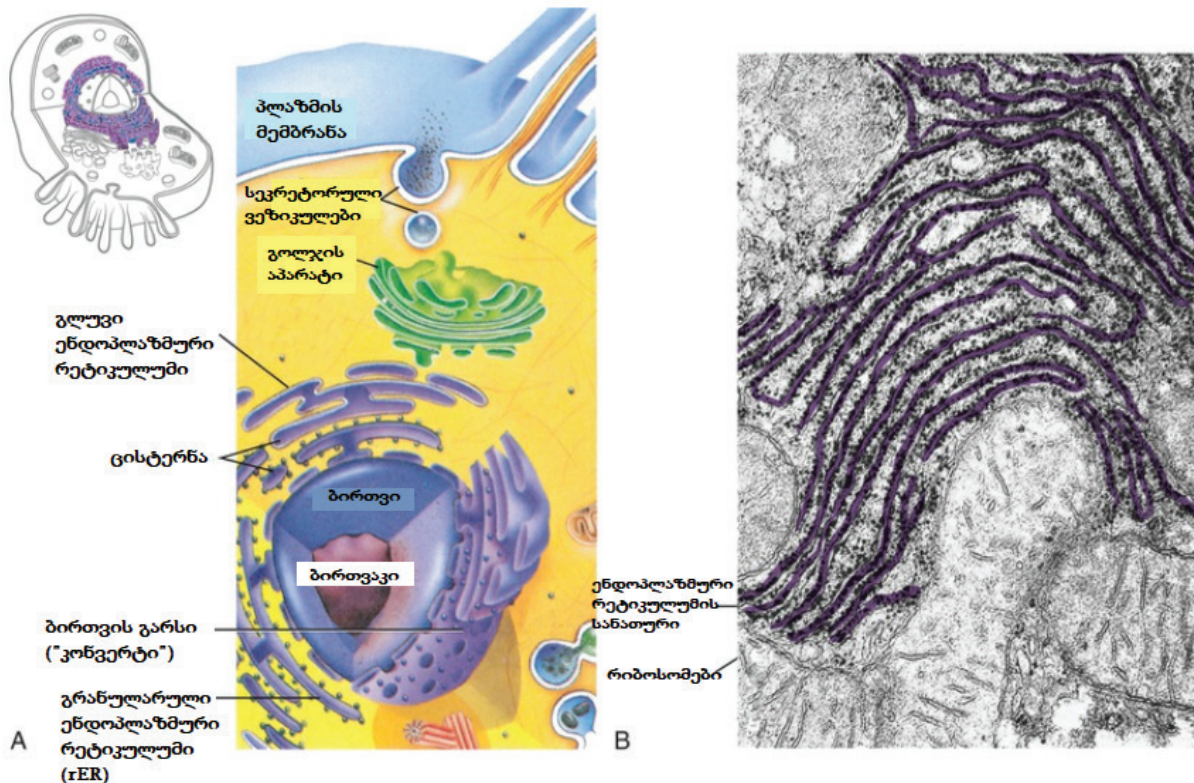 პლაზმის
მემბრანა
სეკრეტორული
ვეზიკულები
გოლჯის
აპარატი
გლუვი
ენდოპლაზმური
რეტიკულუმი
ცისტერნა
ბირთვი
ბირთვაკი
ბირთვის გარსი
("კონვერტი")
გრანულარული
ენდოპლაზმური
რეტიკულუმი
(rER)
A
ენდოპლაზმური
რეტიკულუმის
სანათური
რიბოსომები
B